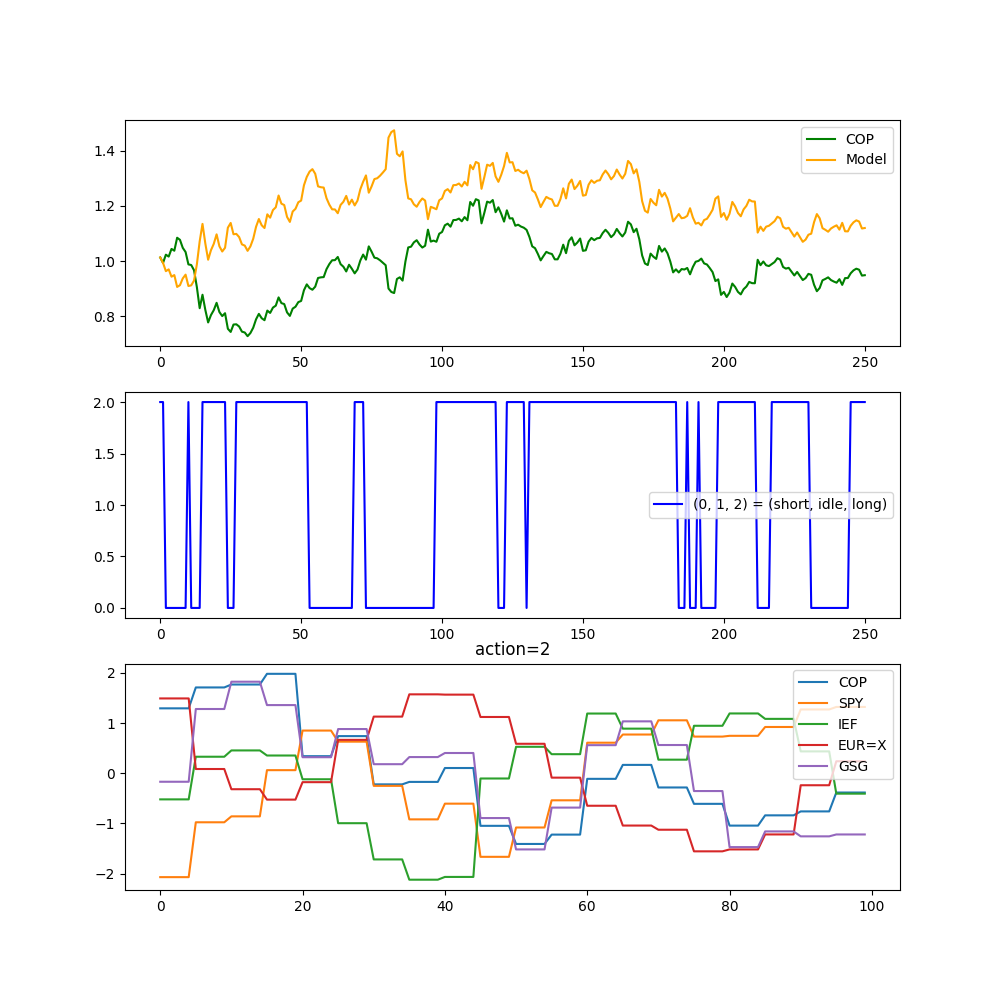 1.4
1.2
1.0
0.8
COP
Model
0 50 100 150 200 250
2.0
1.5
1.0
0.5
0.0
(0, 1, 2) = (short, idle, long)
0 50 100 150 200 250
action=2
2
1
0
−1
−2
COP
SPY
IEF
EUR=X
GSG
0 20 40 60 80 100